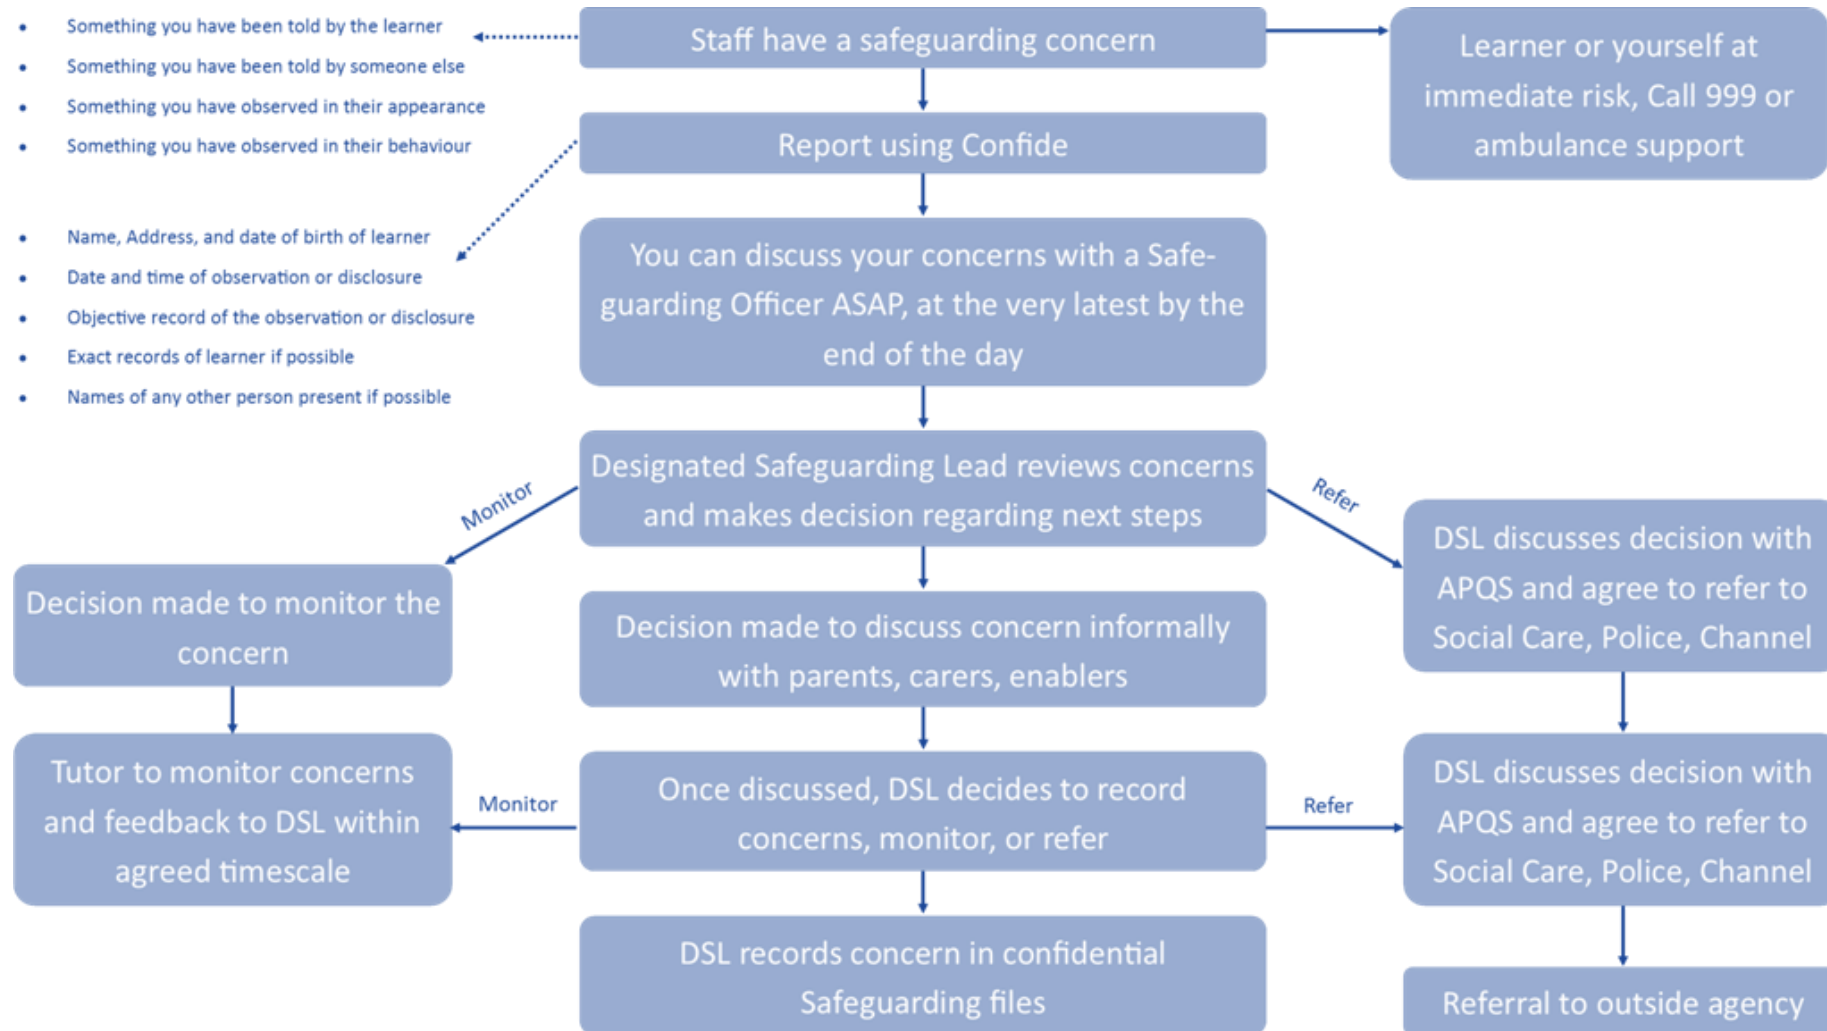 • Something you have been told by the learner
• Something you have been told by someone else
• Something you have observed in their appearance
• Something you have observed in their behaviour
Staff have a safeguarding concern
Learner or yourself at
immediate risk, Call 999 or
ambulance support
Report using Confide
• Name, Address, and date of birth of learner
• Date and time of observation or disclosure
• Objective record of the observation or disclosure
• Exact records of learner if possible
• Names of any other person present if possible
You can discuss your concerns with a Safe-
guarding Officer ASAP, at the very latest by the
end of the day
Designated Safeguarding Lead reviews concerns
and makes decision regarding next steps
Monitor
Refer
Decision made to monitor the
concern
Decision made to discuss concern informally
with parents, carers, enablers
DSL discusses decision with
APQS and agree to refer to
Social Care, Police, Channel
Tutor to monitor concerns
and feedback to DSL within
agreed timescale
Monitor
Once discussed, DSL decides to record
concerns, monitor, or refer
Refer
DSL discusses decision with
APQS and agree to refer to
Social Care, Police, Channel
DSL records concern in confidential
Safeguarding files
Referral to outside agency